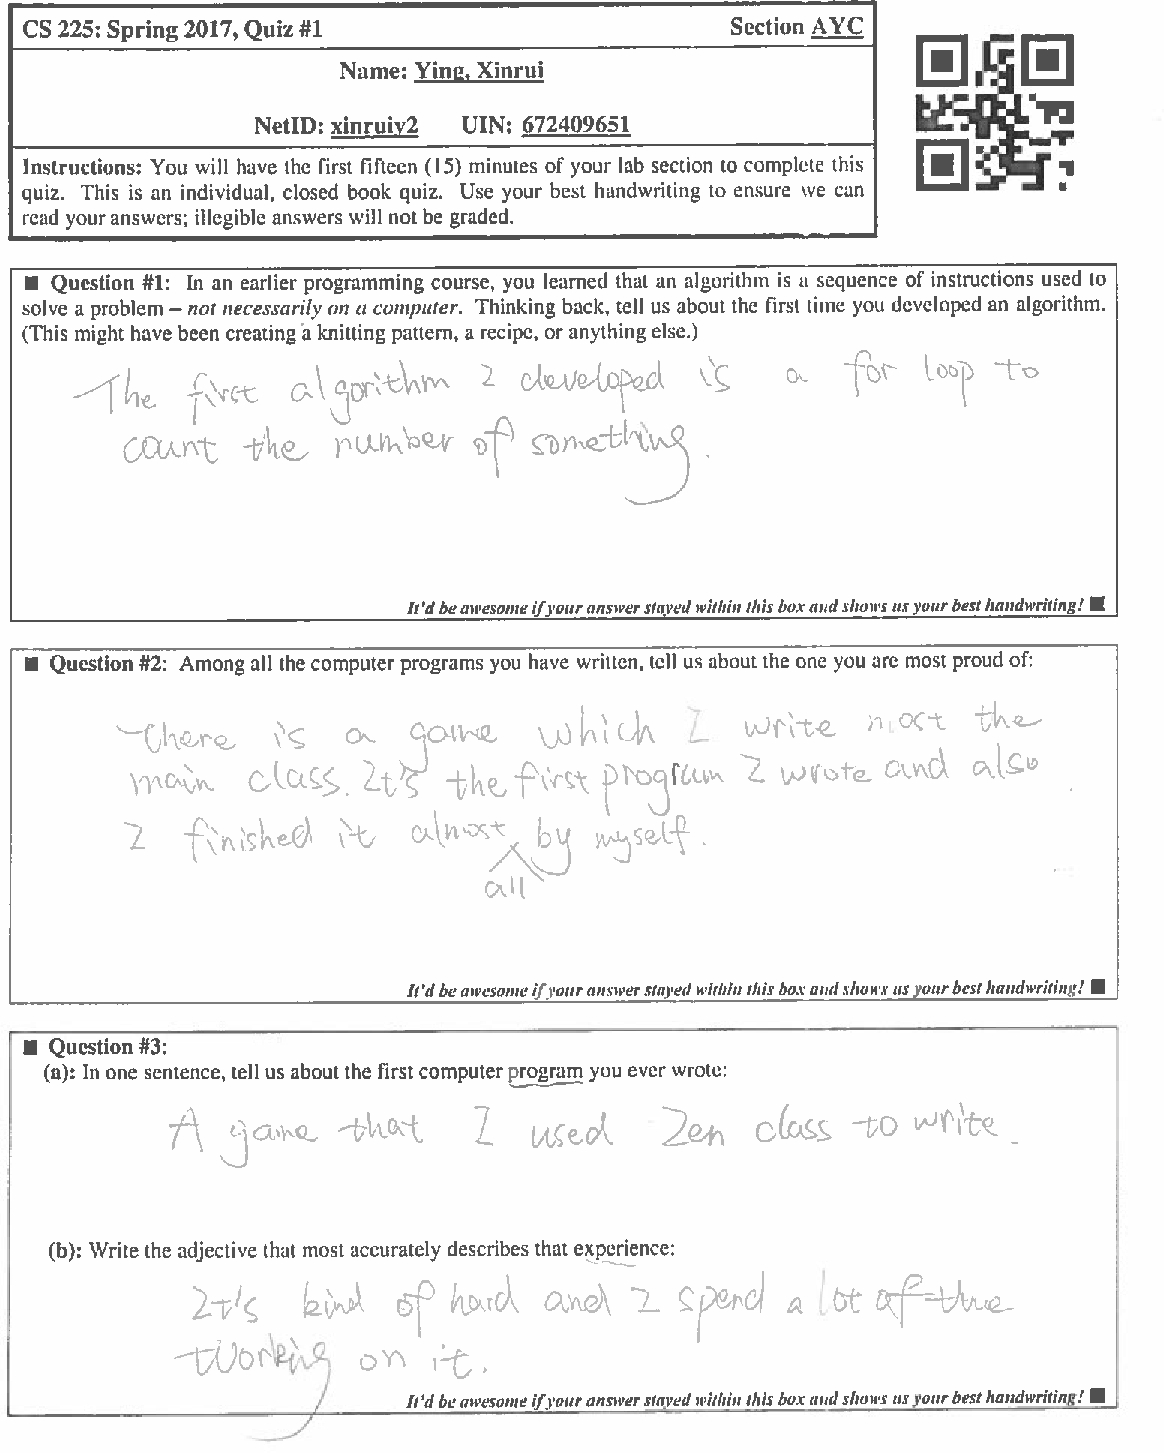 CS 225: Spring 2017, Quiz #1 Section AYC
Name: Ying, Xinrui
NetID: xinruiy2 UIN: 672409651
Instructions: You will have the first fifteen (15) minutes of your lab section to complete this
quiz. This is an individual, closed book quiz. Use your best handwriting to ensure we can
read your answers; illegible answers will not be graded.
■ Question #1: In an earlier programming course, you learned that an algorithm is a sequence of instructions used to
solve a problem – not necessarily on a computer. Thinking back, tell us about the first time you developed an algorithm.
(This might have been creating a knitting pattern, a recipe, or anything else.)
The first algorithm I developed is a for loop to
count the number of something.
It'd be awesome if your answer stayed within this box and shows us your best handwriting! ■
■ Question #2: Among all the computer programs you have written, tell us about the one you are most proud of:
There is a game which I write most the
main class. It's the first program I wrote and also
I finished it almost by myself.
all
It'd be awesome if your answer stayed within this box and shows us your best handwriting! ■
■ Question #3:
(a): In one sentence, tell us about the first computer program you ever wrote:
A game that I used Zen class to write.
(b): Write the adjective that most accurately describes that experience:
It's kind of hard and I spend a lot of the
working on it.
It'd be awesome if your answer stayed within this box and shows us your best handwriting! ■